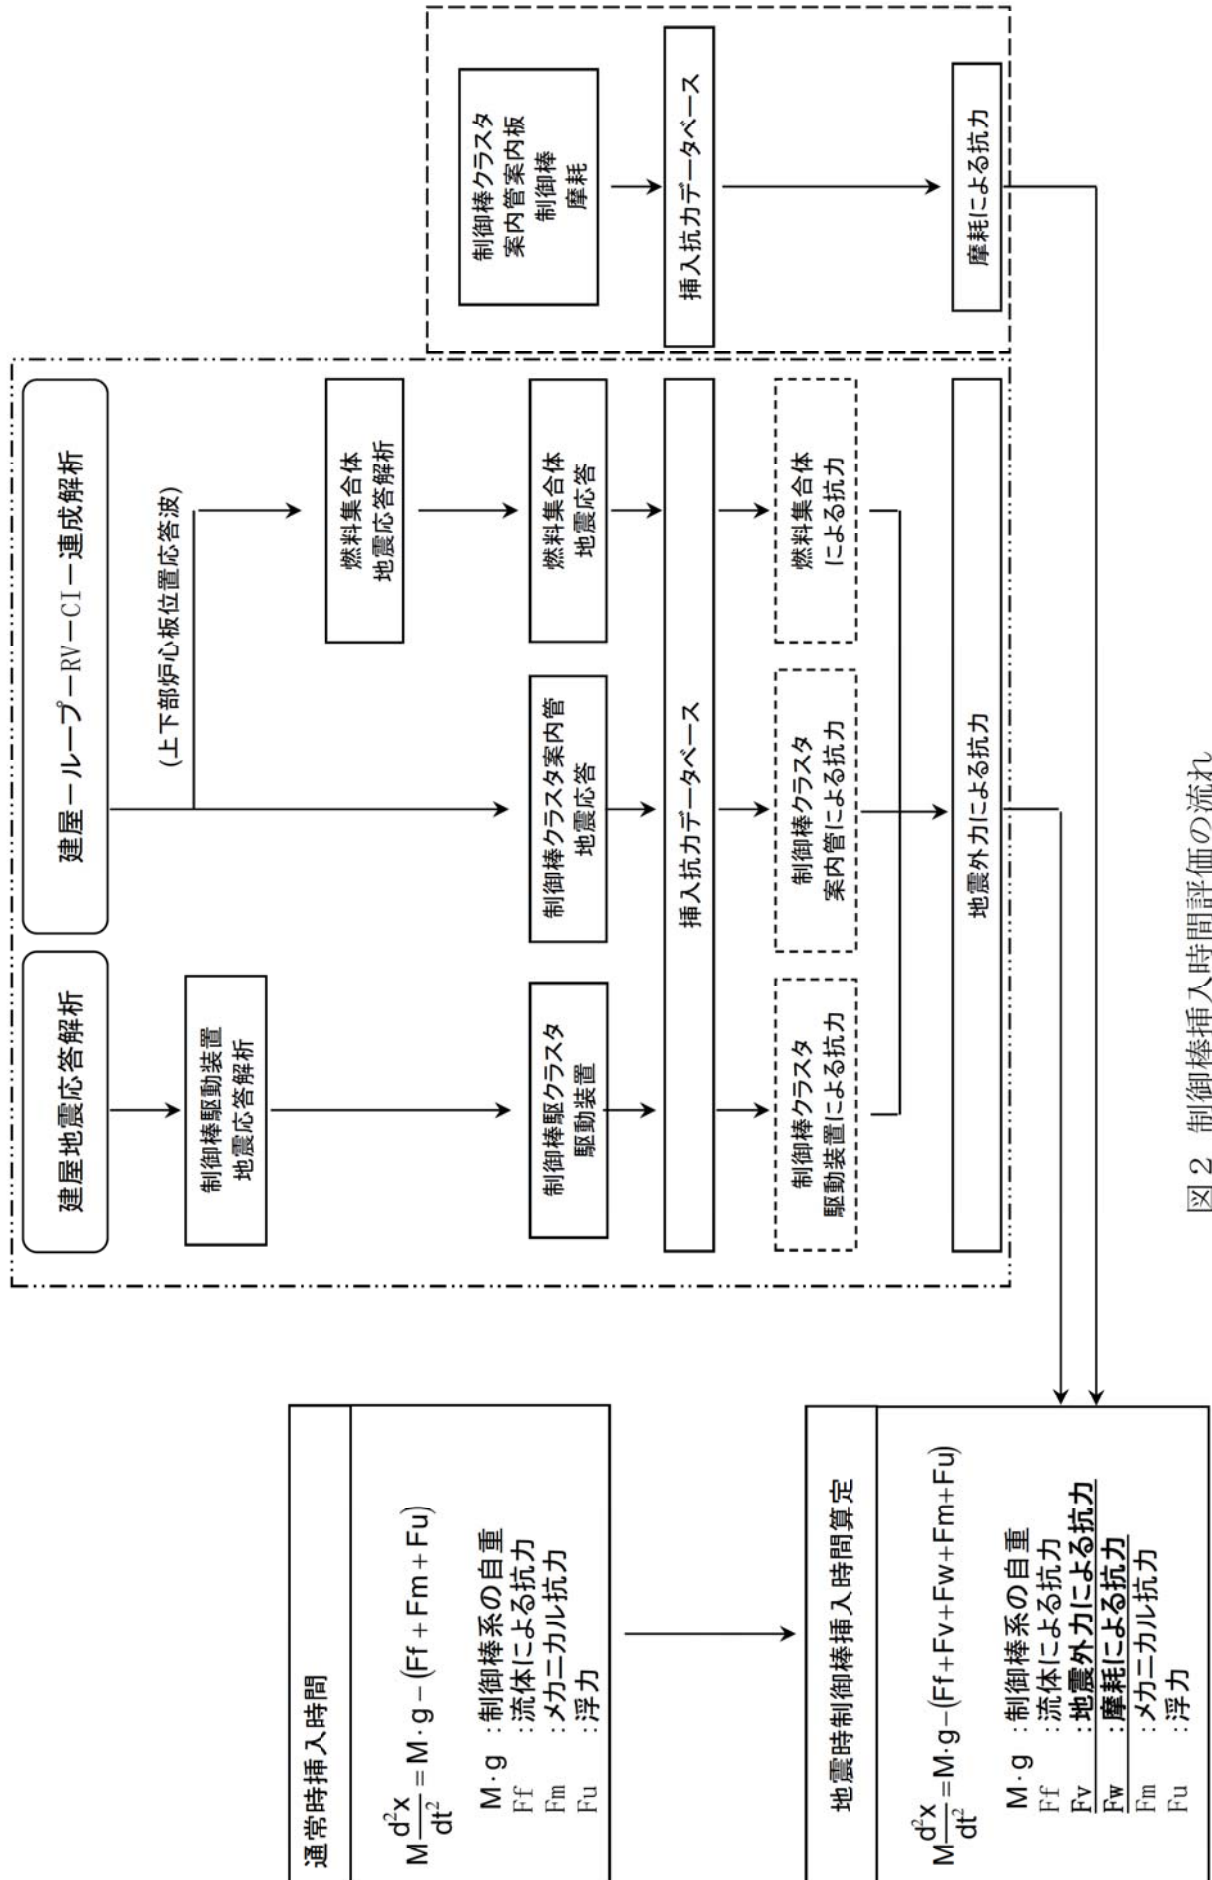 通常時挿入時間
M d²x/dt² = M･g－(Ff＋Fm＋Fu)
M･g :制御棒系の自重
Ff :流体による抗力
Fm :メカニカル抗力
Fu :浮力
地震時制御棒挿入時間算定
M d²x/dt² =M･g－(Ff＋Fv＋Fw＋Fm＋Fu)
M･g :制御棒系の自重
Ff :流体による抗力
Fv :地震外力による抗力
Fw :摩耗による抗力
Fm :メカニカル抗力
Fu :浮力
建屋地震応答解析
建屋－ループ－RV－CI－連成解析
制御棒駆動装置
地震応答解析
(上下部炉心板位置応答波)
燃料集合体
地震応答解析
制御棒駆クラスタ
駆動装置
制御棒クラスタ案内管
地震応答
燃料集合体
地震応答
挿入抗力データベース
制御棒クラスタ
駆動装置による抗力
制御棒クラスタ
案内管による抗力
燃料集合体
による抗力
地震外力による抗力
制御棒クラスタ
案内管案内板
制御棒
摩耗
挿入抗力データベース
摩耗による抗力
図２ 制御棒挿入時間評価の流れ